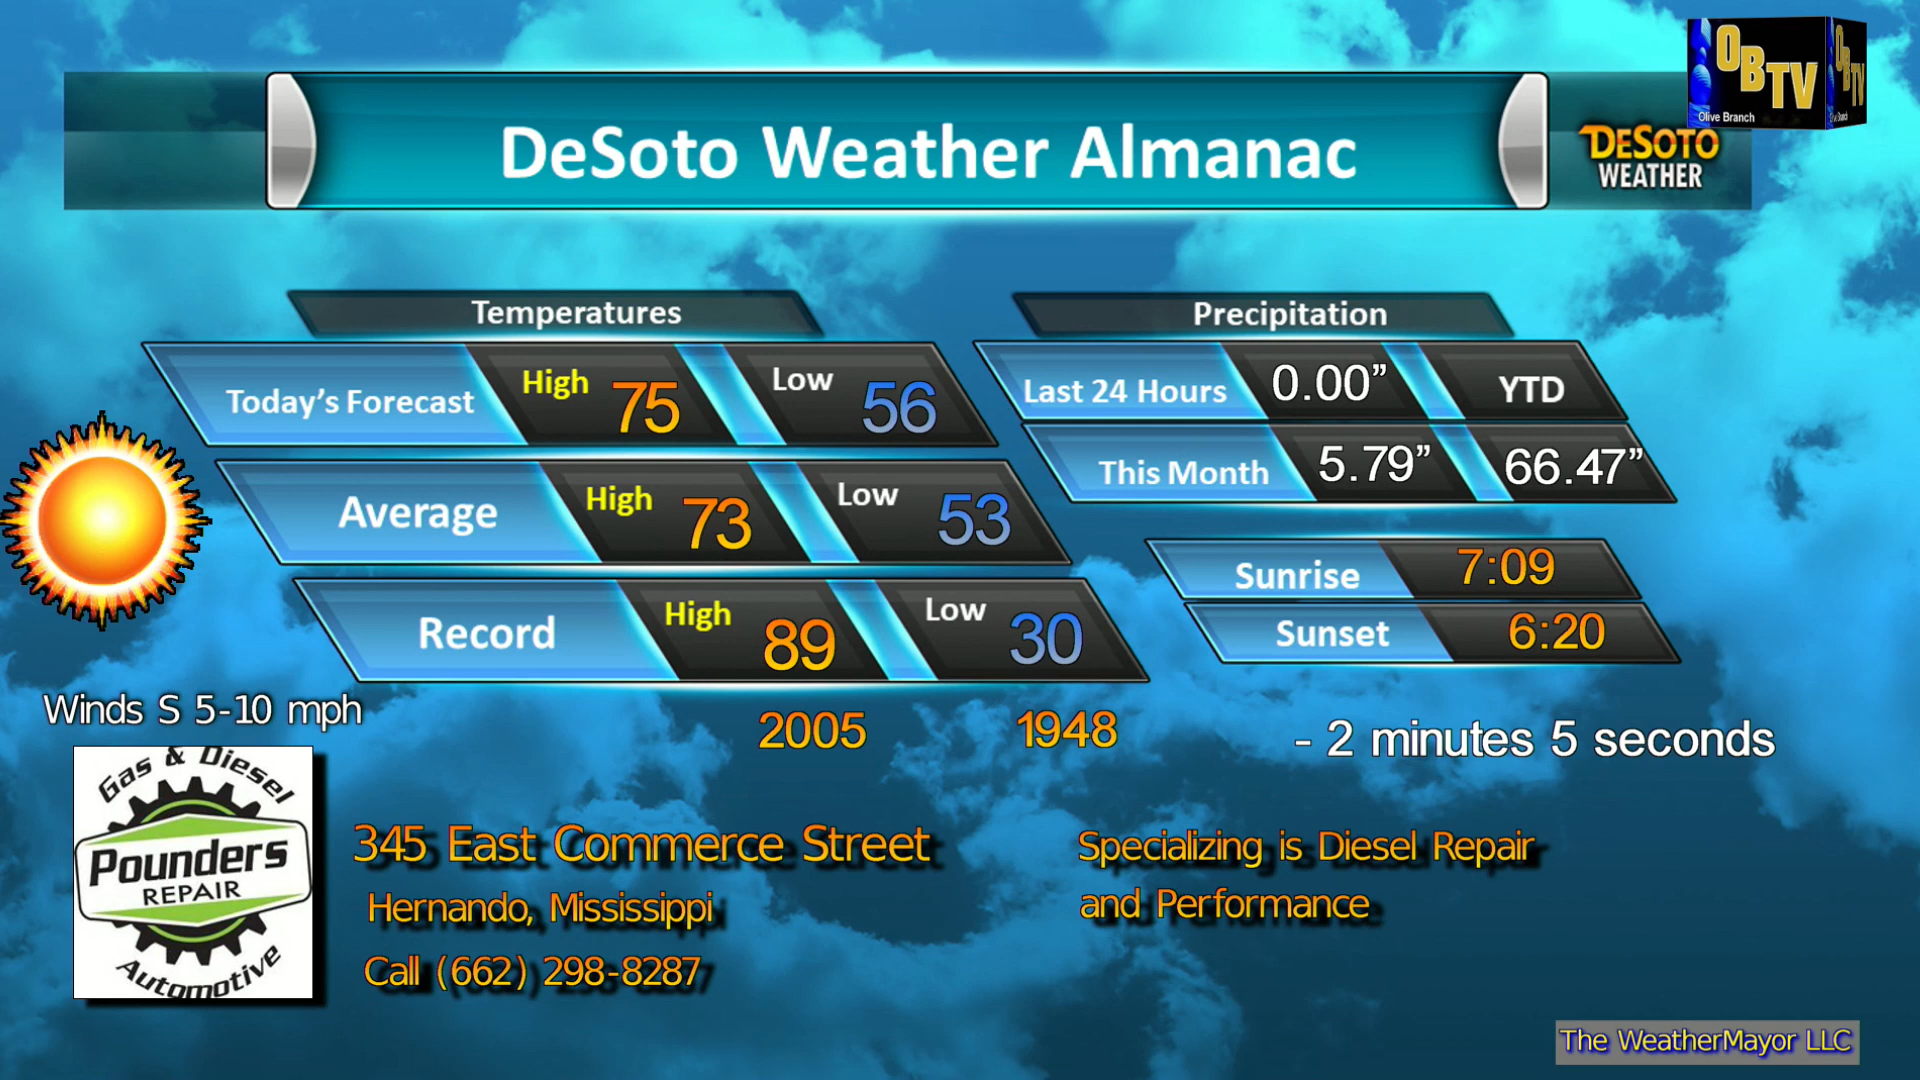 OBTV
Olive Branch
DeSoto Weather Almanac
DESOTO
WEATHER
Temperatures
Today's Forecast High 75 Low 56
Average High 73 Low 53
Record High 89 Low 30
2005 1948
Precipitation
Last 24 Hours 0.00” YTD
This Month 5.79” 66.47”
Sunrise 7:09
Sunset 6:20
- 2 minutes 5 seconds
Winds S 5-10 mph
Gas & Diesel
Pounders
REPAIR
Automotive
345 East Commerce Street
Hernando, Mississippi
Call (662) 298-8287
Specializing is Diesel Repair
and Performance
The WeatherMayor LLC